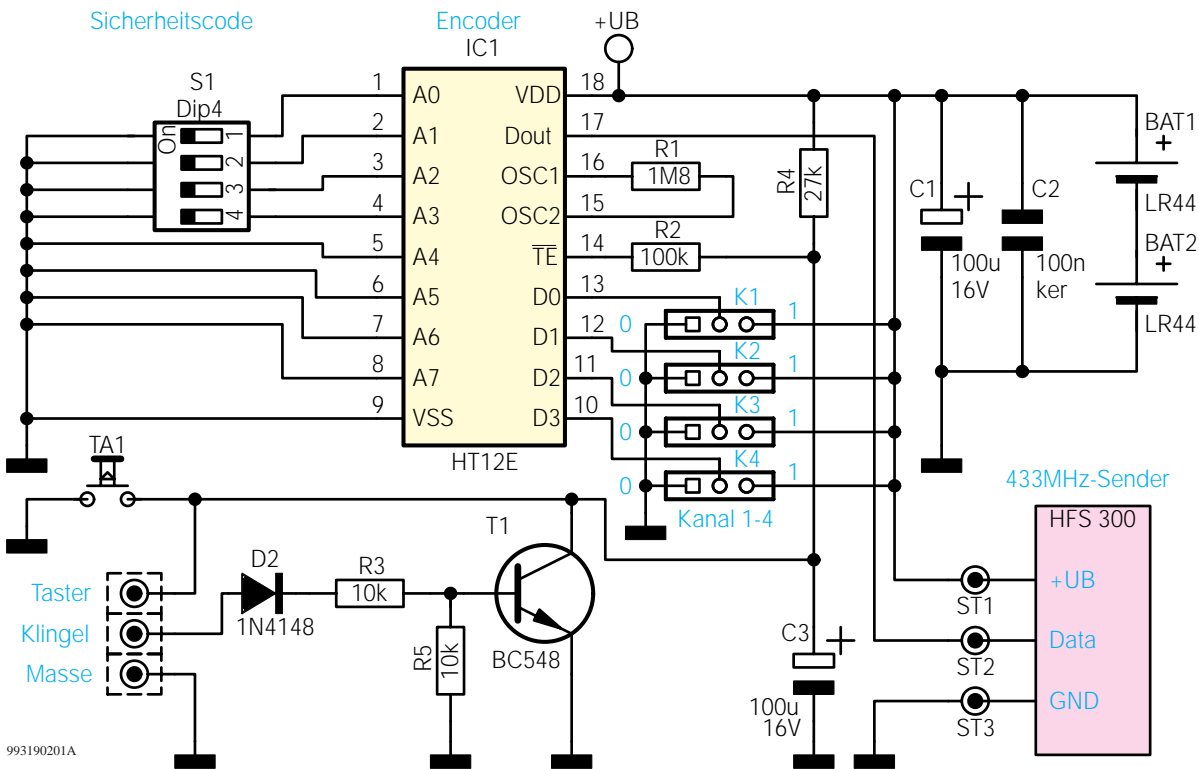 Sicherheitscode
Encoder
+UB
IC1
S1
Dip4
On
1
2
3
4
1
2
3
4
5
6
7
8
9
A0
A1
A2
A3
A4
A5
A6
A7
VSS
VDD
Dout
OSC1
OSC2
TE
D0
D1
D2
D3
18
17
16
15
14
13
12
11
10
HT12E
R1
1M8
R2
100k
R4
27k
K1
0
1
K2
0
1
K3
0
1
K4
0
1
Kanal 1-4
C1
+
100u
16V
C2
100n
ker
BAT1
+
LR44
BAT2
+
LR44
TA1
Taster
Klingel
Masse
D2
1N4148
R3
10k
R5
10k
T1
BC548
C3
+
100u
16V
433MHz-Sender
HFS 300
+UB
Data
GND
ST1
ST2
ST3
993190201A